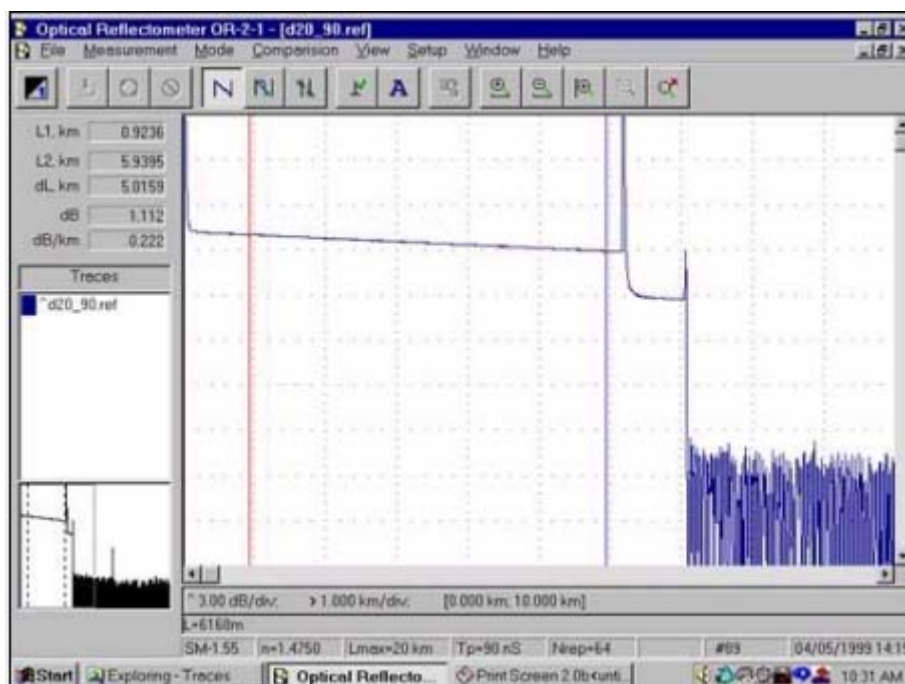 Optical Reflectometer OR-2-1 - [d20_90.ref]
File Measurement Mode Comparision View Setup Window Help
A
L1, km 0.9236
L2, km 5.9395
dL, km 5.0159
dB 1.112
dB/km 0.222
Traces
^d20_90.ref
^ 3.00 dB/div; > 1.000 km/div; [0.000 km; 10.000 km]
L=6168m
SM-1.55 n=1.4750 Lmax=20 km Tp=90 nS Nrep=64 #89 04/05/1999 14:19
Start Exploring - Traces Optical Reflecto... Print Screen 2.0b<unti... 10:31 AM